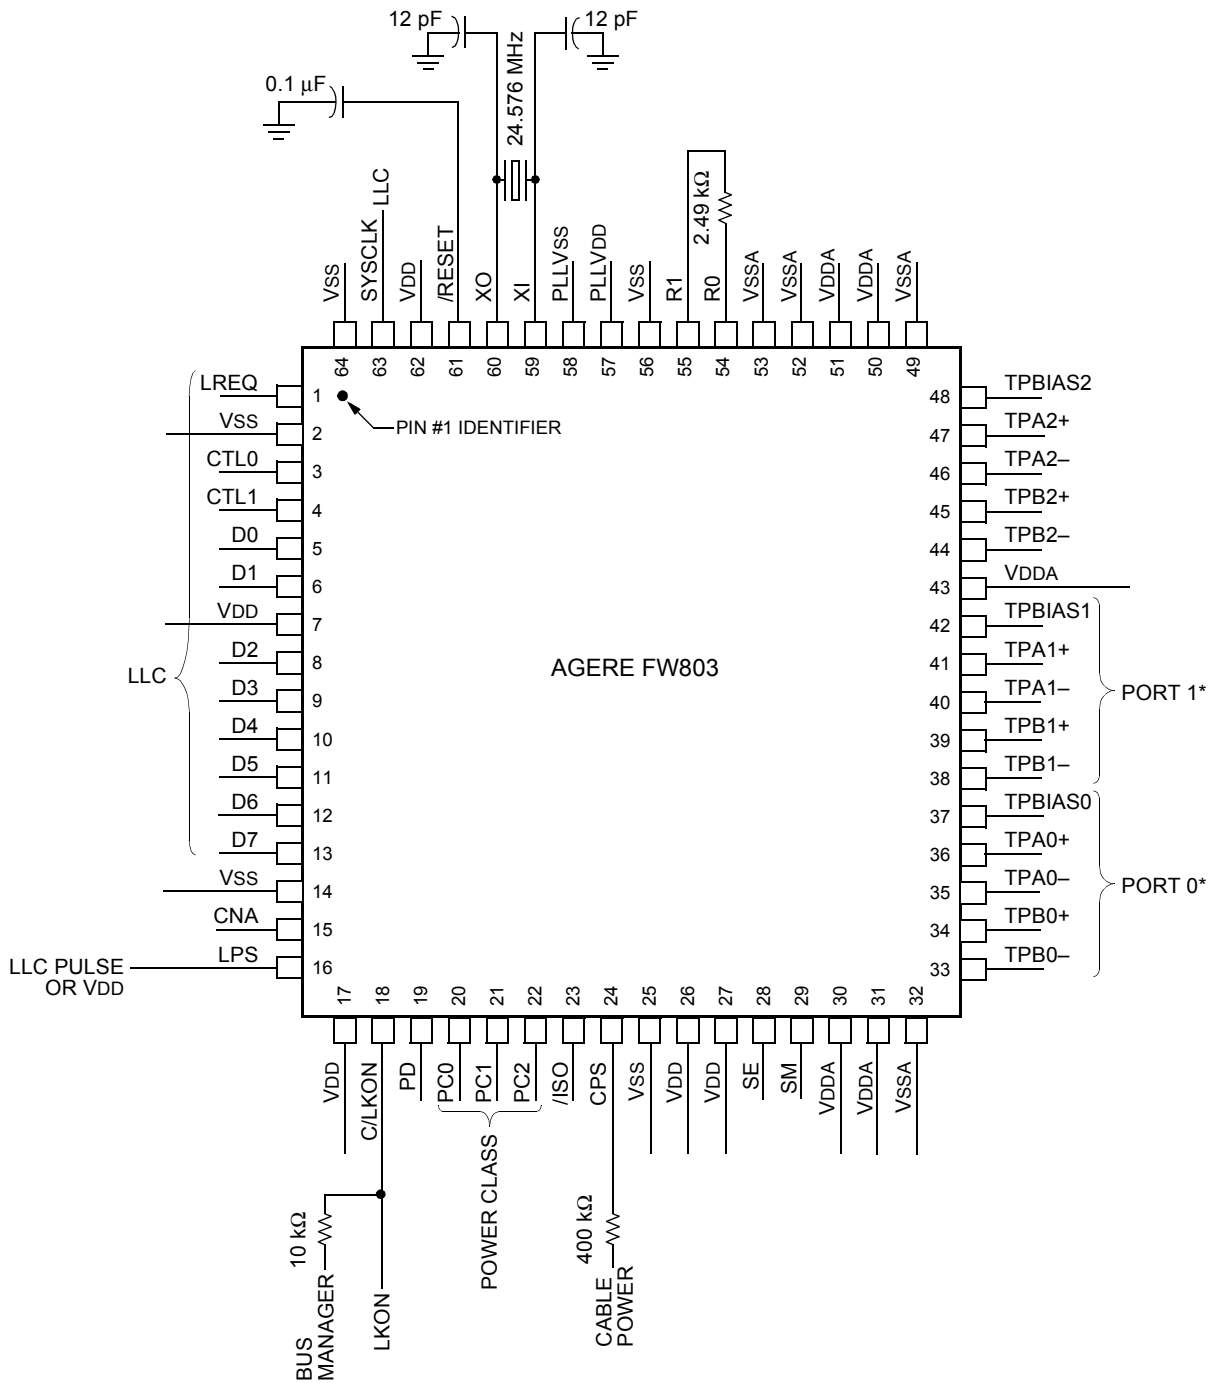 12 pF
12 pF
0.1 µF
24.576 MHz
LLC
2.49 kΩ
VSS
SYSCLK
VDD
/RESET
XO
XI
PLLVSS
PLLVDD
VSS
R1
R0
VSSA
VSSA
VDDA
VDDA
VSSA
64
63
62
61
60
59
58
57
56
55
54
53
52
51
50
49
LREQ 1
VSS 2
CTL0 3
CTL1 4
D0 5
D1 6
VDD 7
D2 8
D3 9
D4 10
D5 11
D6 12
D7 13
VSS 14
CNA 15
LPS 16
LLC
LLC PULSE
OR VDD
PIN #1 IDENTIFIER
AGERE FW803
48 TPBIAS2
47 TPA2+
46 TPA2–
45 TPB2+
44 TPB2–
43 VDDA
42 TPBIAS1
41 TPA1+
40 TPA1–
39 TPB1+
38 TPB1–
37 TPBIAS0
36 TPA0+
35 TPA0–
34 TPB0+
33 TPB0–
PORT 1*
PORT 0*
17
18
19
20
21
22
23
24
25
26
27
28
29
30
31
32
VDD
C/LKON
PD
PC0
PC1
PC2
/ISO
CPS
VSS
VDD
VDD
SE
SM
VDDA
VDDA
VSSA
10 kΩ
BUS
MANAGER
LKON
POWER CLASS
400 kΩ
CABLE
POWER